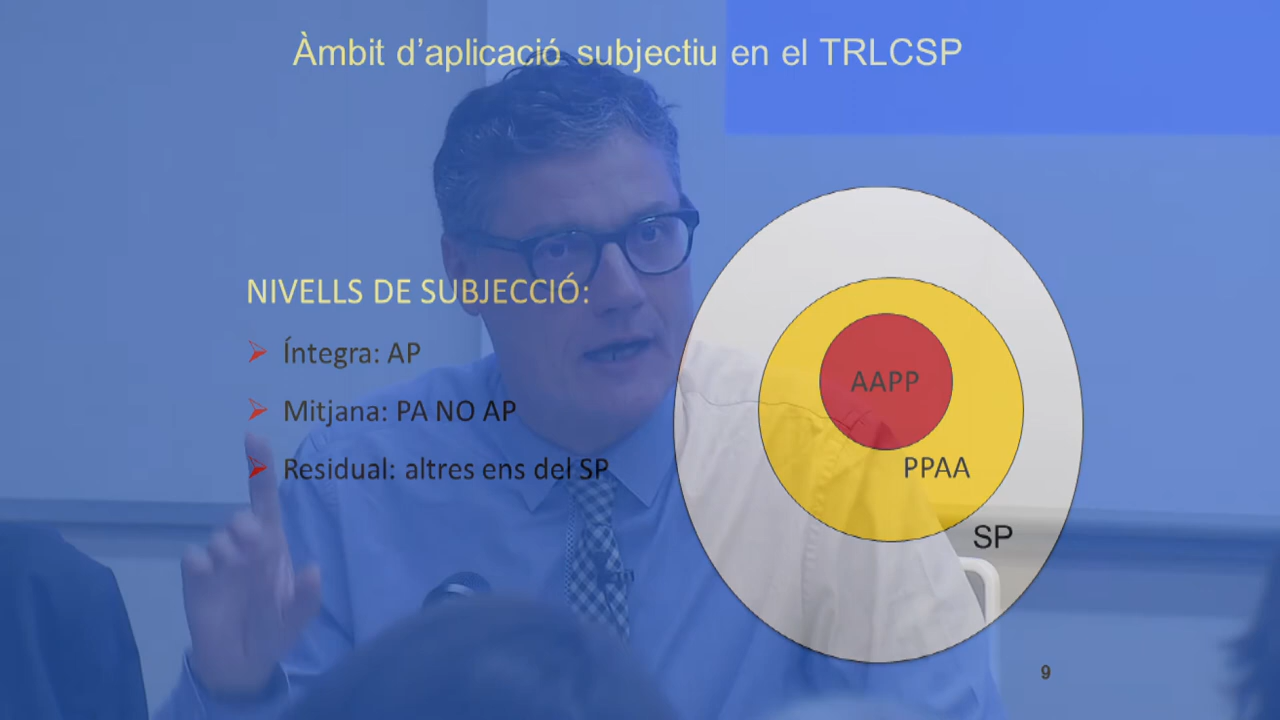 Àmbit d’aplicació subjectiu en el TRLCSP
NIVELLS DE SUBJECCIÓ:
Íntegra: AP
Mitjana: PA NO AP
Residual: altres ens del SP
AAPP
PPAA
SP
9